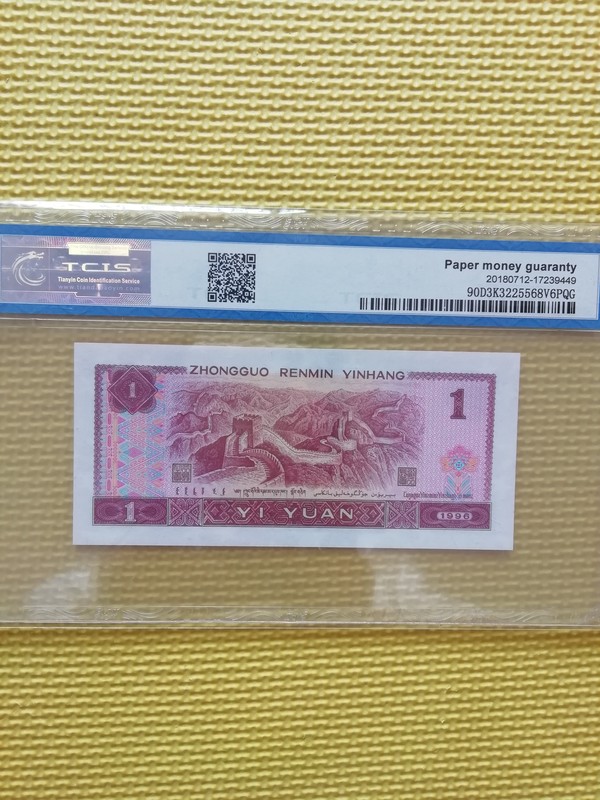 TCIS
Tianyin Coin Identification Service
Paper money guaranty
20180712-17239449
90D3K3225568V6PQG
ZHONGGUO RENMIN YINHANG
1
1
1 YI YUAN 1996